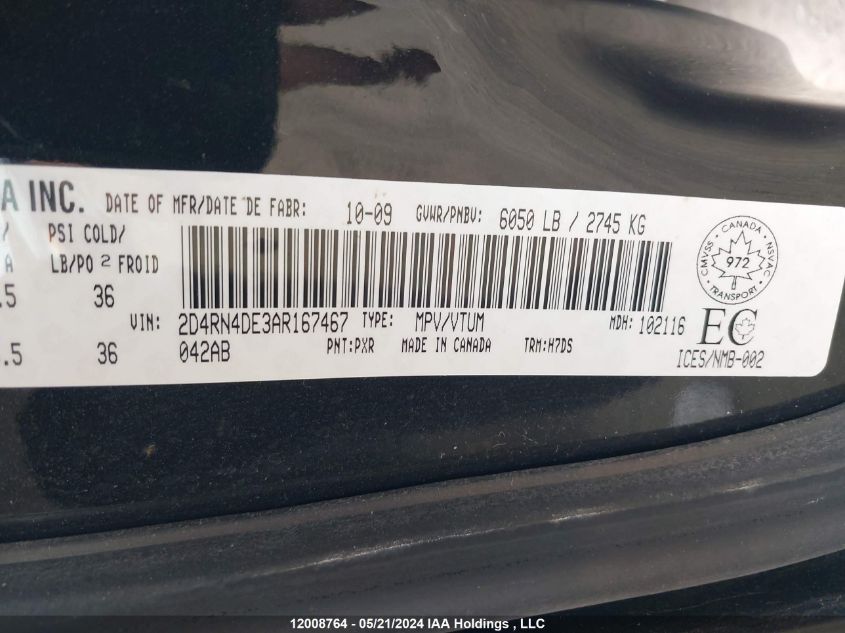 A INC. DATE OF MFR/DATE DE FABR: 10-09 GVWR/PNBV: 6050 LB / 2745 KG
/ PSI COLD/
A LB/PO 2 FROID
.5 36
VIN: 2D4RN4DE3AR167467 TYPE: MPV/VTUM MDH: 102116
.5 36 042AB PNT:PXR MADE IN CANADA TRM:H7DS
CMVSS · CANADA · NSVAC
972
TRANSPORT
EC
ICES/NMB-002
12008764 - 05/21/2024 IAA Holdings , LLC